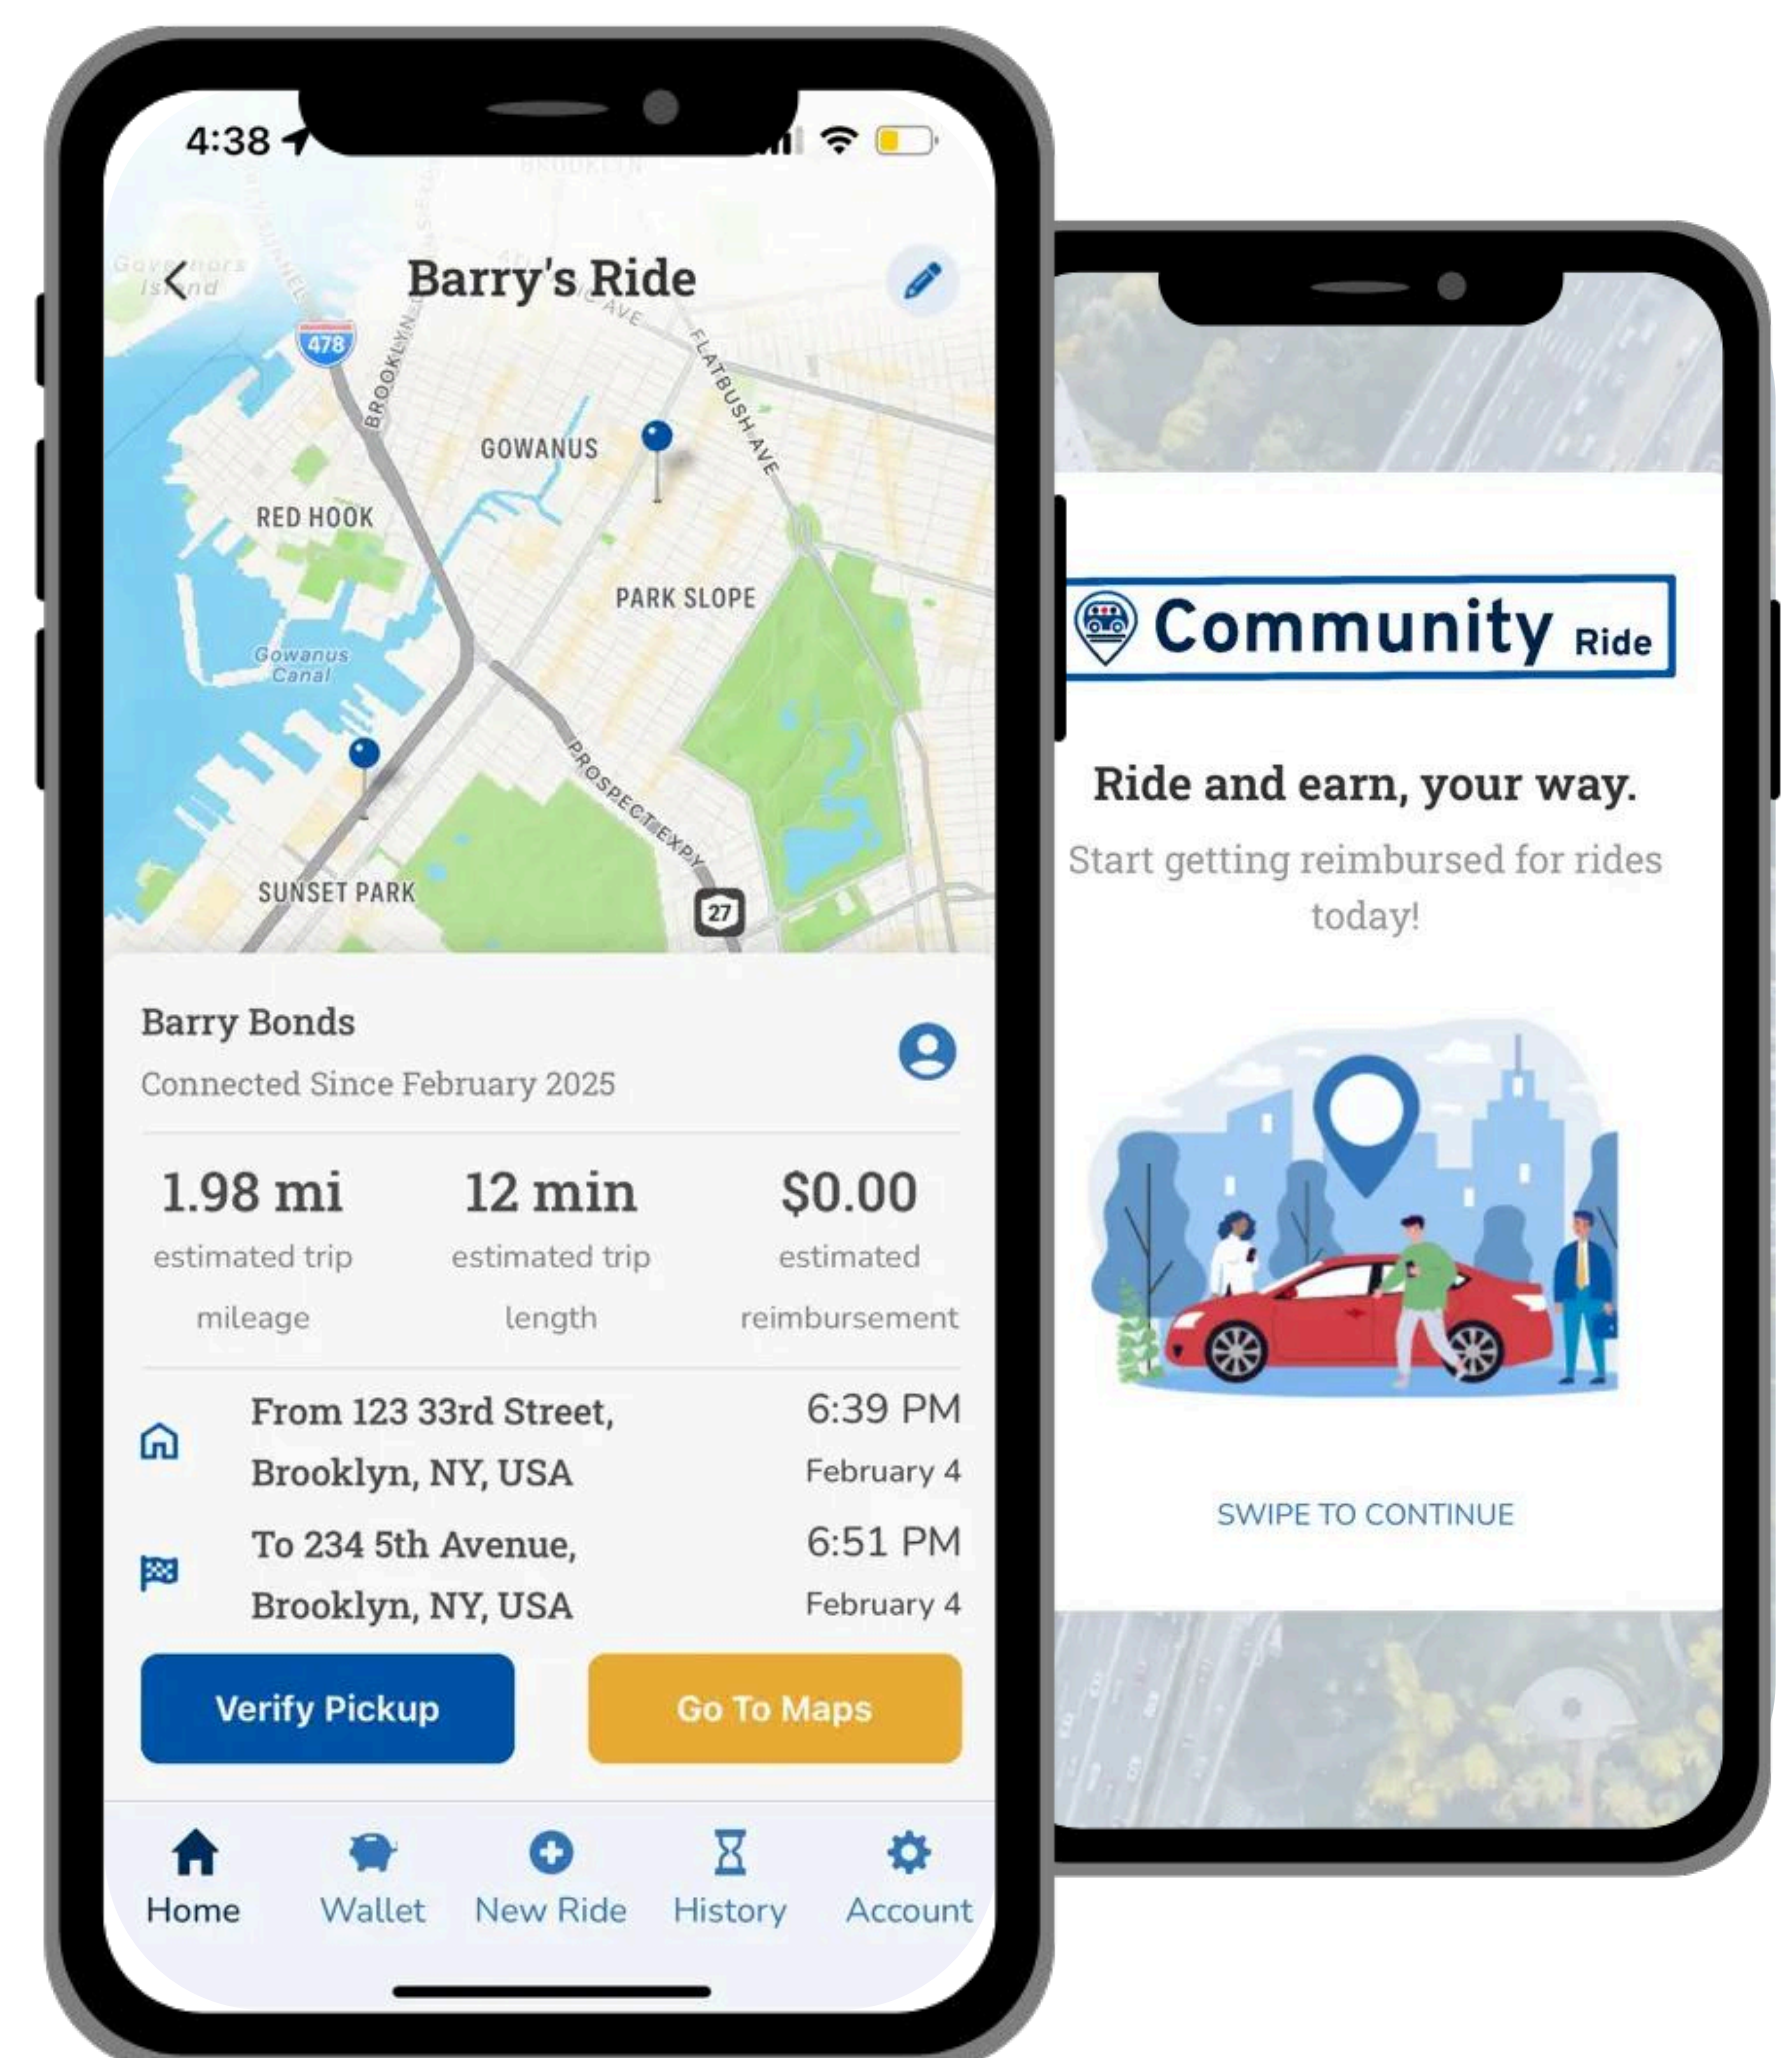 4:38
BROOKLYN
Governors
Island
Barry's Ride
478
BROOKLYN
FLATBUSH AVE
GOWANUS
RED HOOK
PARK SLOPE
Gowanus
Canal
PROSPECT EXPY
SUNSET PARK
27
Barry Bonds
Connected Since February 2025
1.98 mi 12 min $0.00
estimated trip estimated trip estimated
mileage length reimbursement
From 123 33rd Street, 6:39 PM
Brooklyn, NY, USA February 4
To 234 5th Avenue, 6:51 PM
Brooklyn, NY, USA February 4
Verify Pickup Go To Maps
Home Wallet New Ride History Account
Community Ride
Ride and earn, your way.
Start getting reimbursed for rides
today!
SWIPE TO CONTINUE